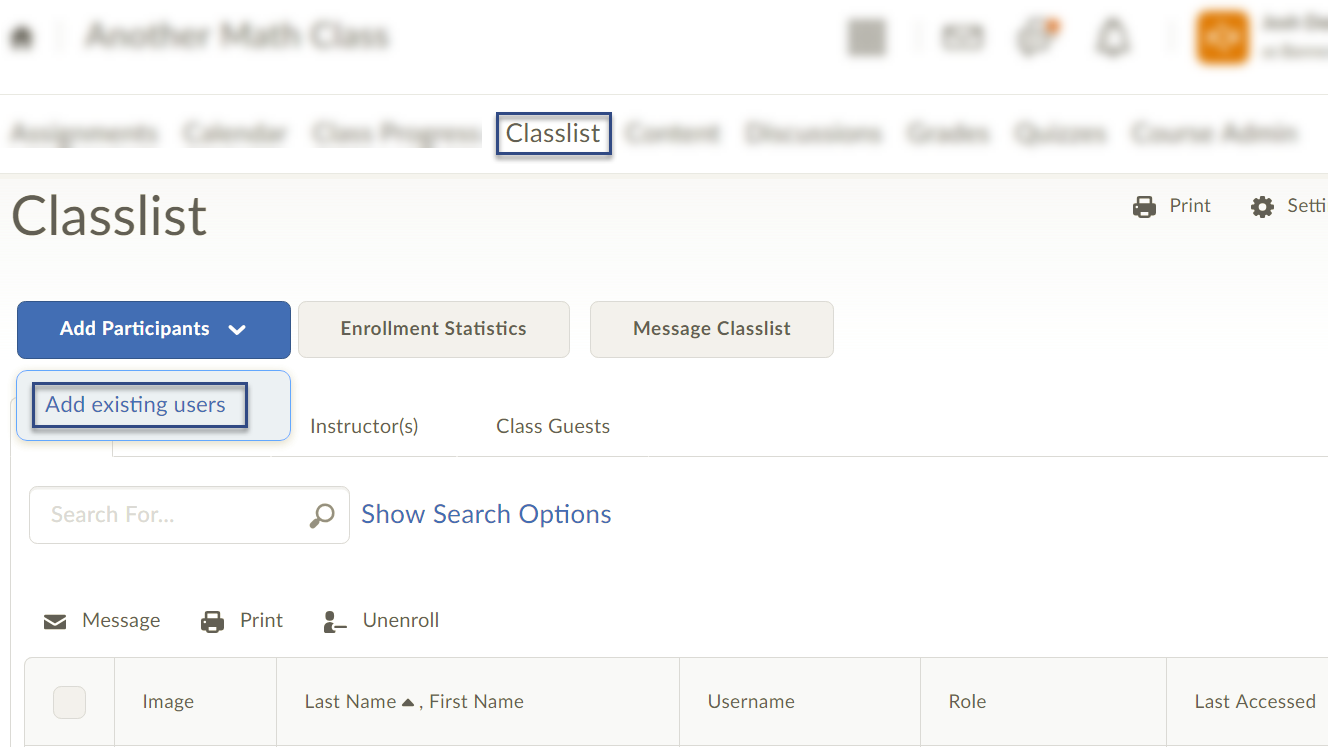 Another Math Class
Assignments Calendar Class Progress Classlist Content Discussions Grades Quizzes Course Admin
Classlist
Print
Setti
Add Participants Enrollment Statistics Message Classlist
Add existing users
Instructor(s) Class Guests
Search For... Show Search Options
Message Print Unenroll
Image Last Name , First Name Username Role Last Accessed